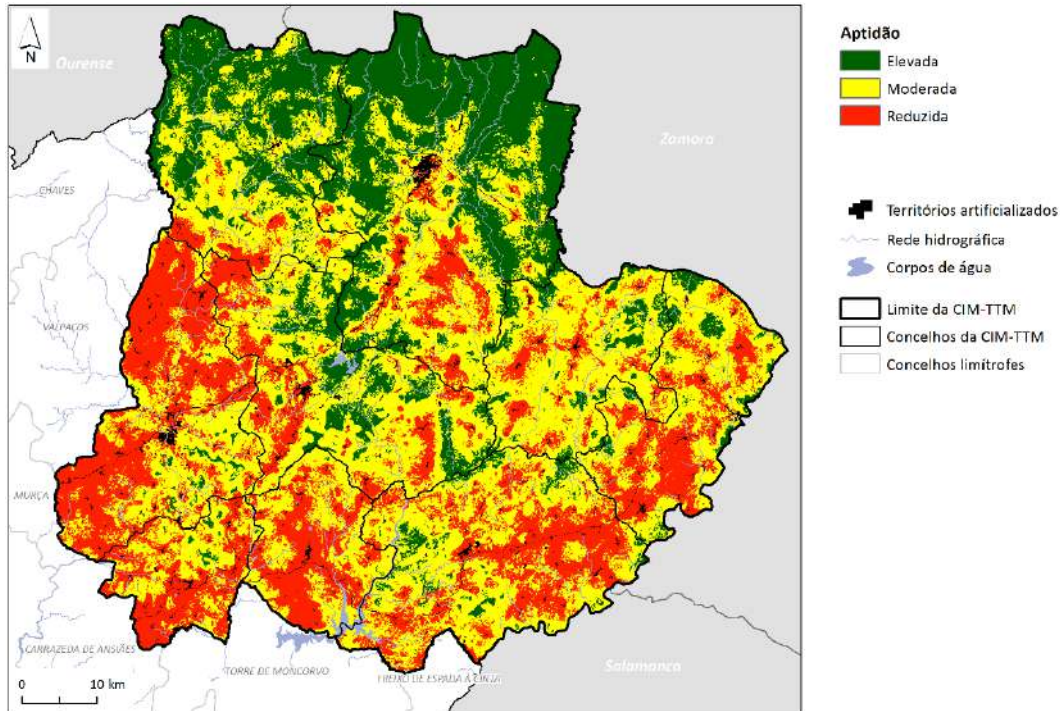 N
Ourense
Zamora
CHAVES
VALPAÇOS
MURÇA
CARRAZEDA DE ANSIÃES
TORRE DE MONCORVO
FREIXO DE ESPADA À CINTA
Salamanca
0 10 km
Aptidão
Elevada
Moderada
Reduzida
Territórios artificializados
Rede hidrográfica
Corpos de água
Limite da CIM-TTM
Concelhos da CIM-TTM
Concelhos limítrofes